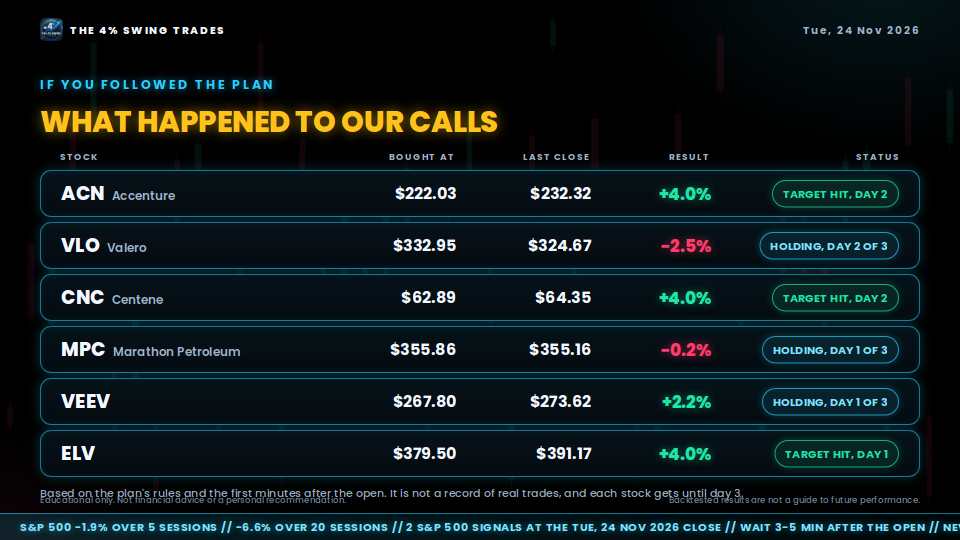 THE 4% SWING TRADES
Tue, 24 Nov 2026
IF YOU FOLLOWED THE PLAN
WHAT HAPPENED TO OUR CALLS
STOCK BOUGHT AT LAST CLOSE RESULT STATUS
ACN Accenture $222.03 $232.32 +4.0% TARGET HIT, DAY 2
VLO Valero $332.95 $324.67 -2.5% HOLDING, DAY 2 OF 3
CNC Centene $62.89 $64.35 +4.0% TARGET HIT, DAY 2
MPC Marathon Petroleum $355.86 $355.16 -0.2% HOLDING, DAY 1 OF 3
VEEV $267.80 $273.62 +2.2% HOLDING, DAY 1 OF 3
ELV $379.50 $391.17 +4.0% TARGET HIT, DAY 1
Based on the plan's rules and the first minutes after the open. It is not a record of real trades, and each stock gets until day 3.
Educational only. Not financial advice or a personal recommendation.
Backtested results are not a guide to future performance.
S&P 500 -1.9% OVER 5 SESSIONS // -6.6% OVER 20 SESSIONS // 2 S&P 500 SIGNALS AT THE TUE, 24 NOV 2026 CLOSE // WAIT 3-5 MIN AFTER THE OPEN //